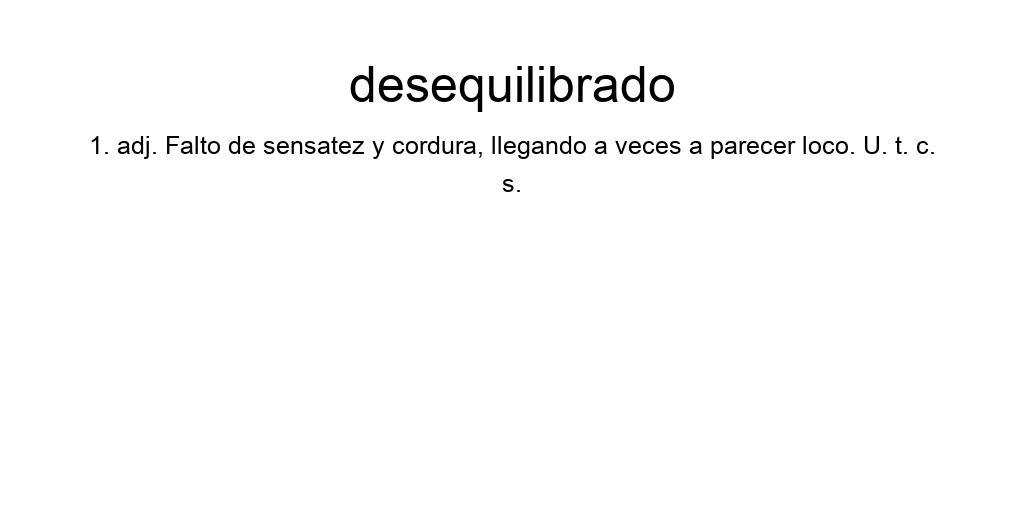 desequilibrado
1. adj. Falto de sensatez y cordura, llegando a veces a parecer loco. U. t. c.
s.